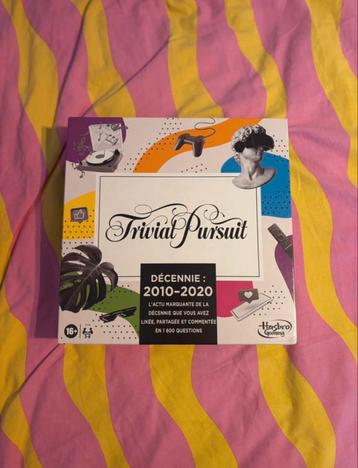 Trivial Pursuit
DÉCENNIE :
2010-2020
L'ACTU MARQUANTE DE LA
DÉCENNIE QUE VOUS AVEZ
LIKÉE, PARTAGÉE ET COMMENTÉE
EN 1 800 QUESTIONS
16+
Hasbro
Gaming